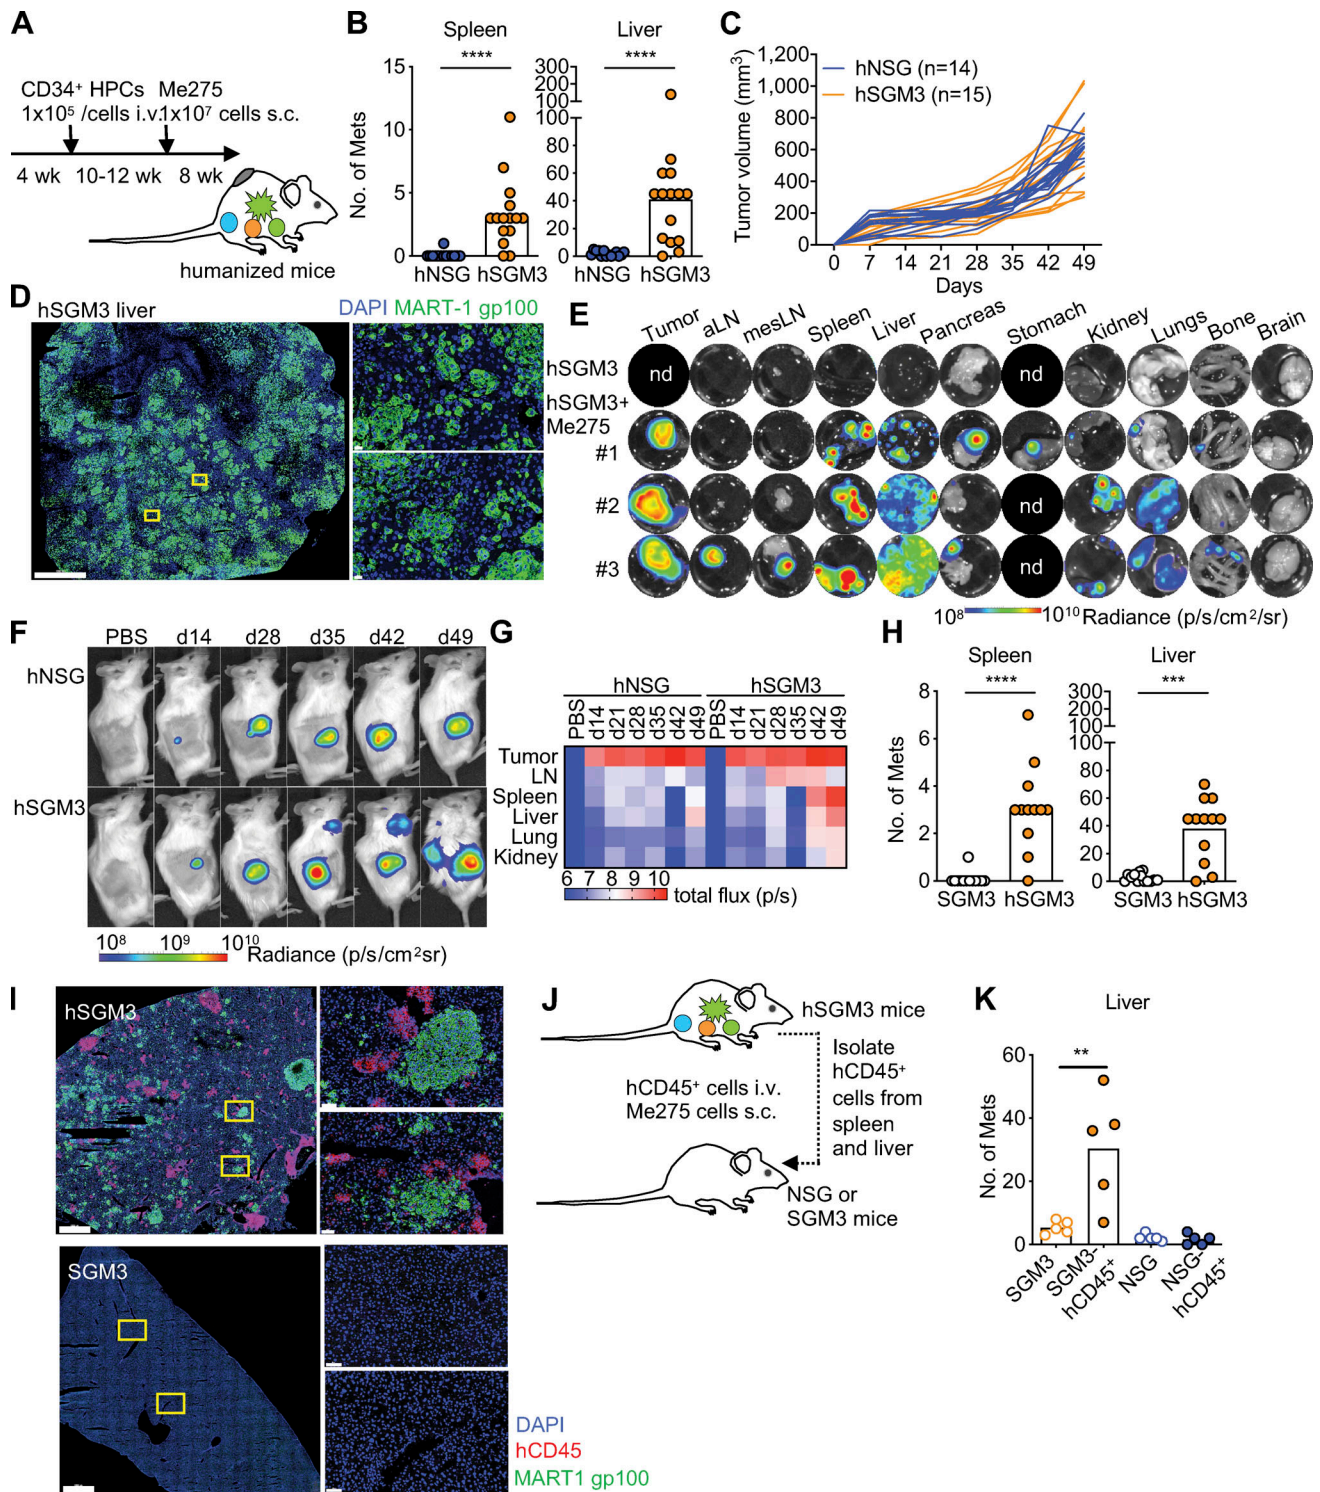 A
CD34⁺ HPCs Me275
1x10⁵ /cells i.v. 1x10⁷ cells s.c.
4 wk 10-12 wk 8 wk
humanized mice
B
Spleen
Liver
****
****
No. of Mets
15
10
5
0
300
200
100
100
80
60
40
20
0
hNSG hSGM3
hNSG hSGM3
C
Tumor volume (mm³)
1,200
1,000
800
600
400
200
0
hNSG (n=14)
hSGM3 (n=15)
0 7 14 21 28 35 42 49
Days
D
hSGM3 liver
DAPI MART-1 gp100
E
Tumor aLN mesLN Spleen Liver Pancreas Stomach Kidney Lungs Bone Brain
hSGM3
nd
nd
hSGM3+
Me275
#1
#2
nd
#3
nd
10⁸ 10¹⁰ Radiance (p/s/cm²/sr)
F
PBS d14 d28 d35 d42 d49
hNSG
hSGM3
10⁸ 10⁹ 10¹⁰
Radiance (p/s/cm²sr)
G
hNSG hSGM3
PBS d14 d21 d28 d35 d42 d49 PBS d14 d21 d28 d35 d42 d49
Tumor
LN
Spleen
Liver
Lung
Kidney
6 7 8 9 10
total flux (p/s)
H
Spleen
Liver
****
***
No. of Mets
8
6
4
2
0
300
200
100
80
60
40
20
0
SGM3 hSGM3
SGM3 hSGM3
I
hSGM3
SGM3
DAPI
hCD45
MART1 gp100
J
hSGM3 mice
Isolate
hCD45⁺
cells from
spleen
and liver
hCD45⁺ cells i.v.
Me275 cells s.c.
NSG or
SGM3 mice
K
Liver
**
No. of Mets
60
40
20
0
SGM3
SGM3-
hCD45⁺
NSG
NSG-
hCD45⁺